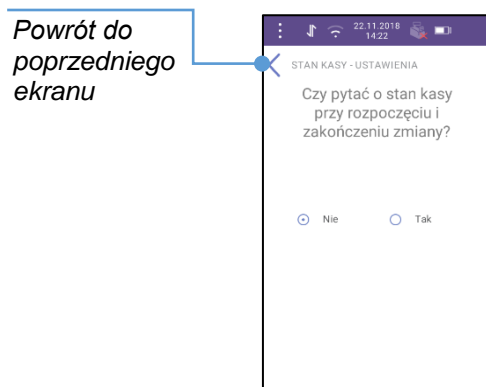 Powrót do
poprzedniego
ekranu
22.11.2018
14:22
STAN KASY - USTAWIENIA
Czy pytać o stan kasy
przy rozpoczęciu i
zakończeniu zmiany?
Nie Tak